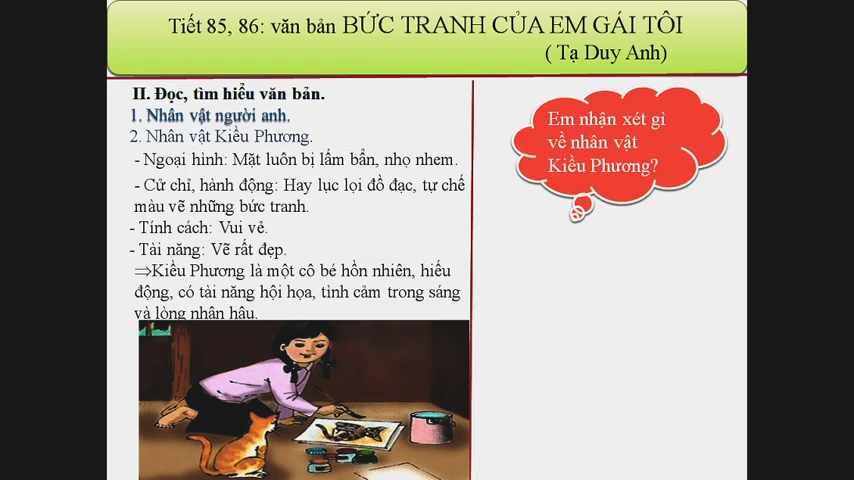 Tiết 85, 86: văn bản BỨC TRANH CỦA EM GÁI TÔI
( Tạ Duy Anh)
II. Đọc, tìm hiểu văn bản.
1. Nhân vật người anh.
2. Nhân vật Kiều Phương.
- Ngoại hình: Mặt luôn bị lấm bẩn, nhọ nhem.
- Cử chỉ, hành động: Hay lục lọi đồ đạc, tự chế
màu vẽ những bức tranh.
- Tính cách: Vui vẻ.
- Tài năng: Vẽ rất đẹp.
⇒Kiều Phương là một cô bé hồn nhiên, hiếu
động, có tài năng hội họa, tình cảm trong sáng
và lòng nhân hậu.
Em nhận xét gì
về nhân vật
Kiều Phương?